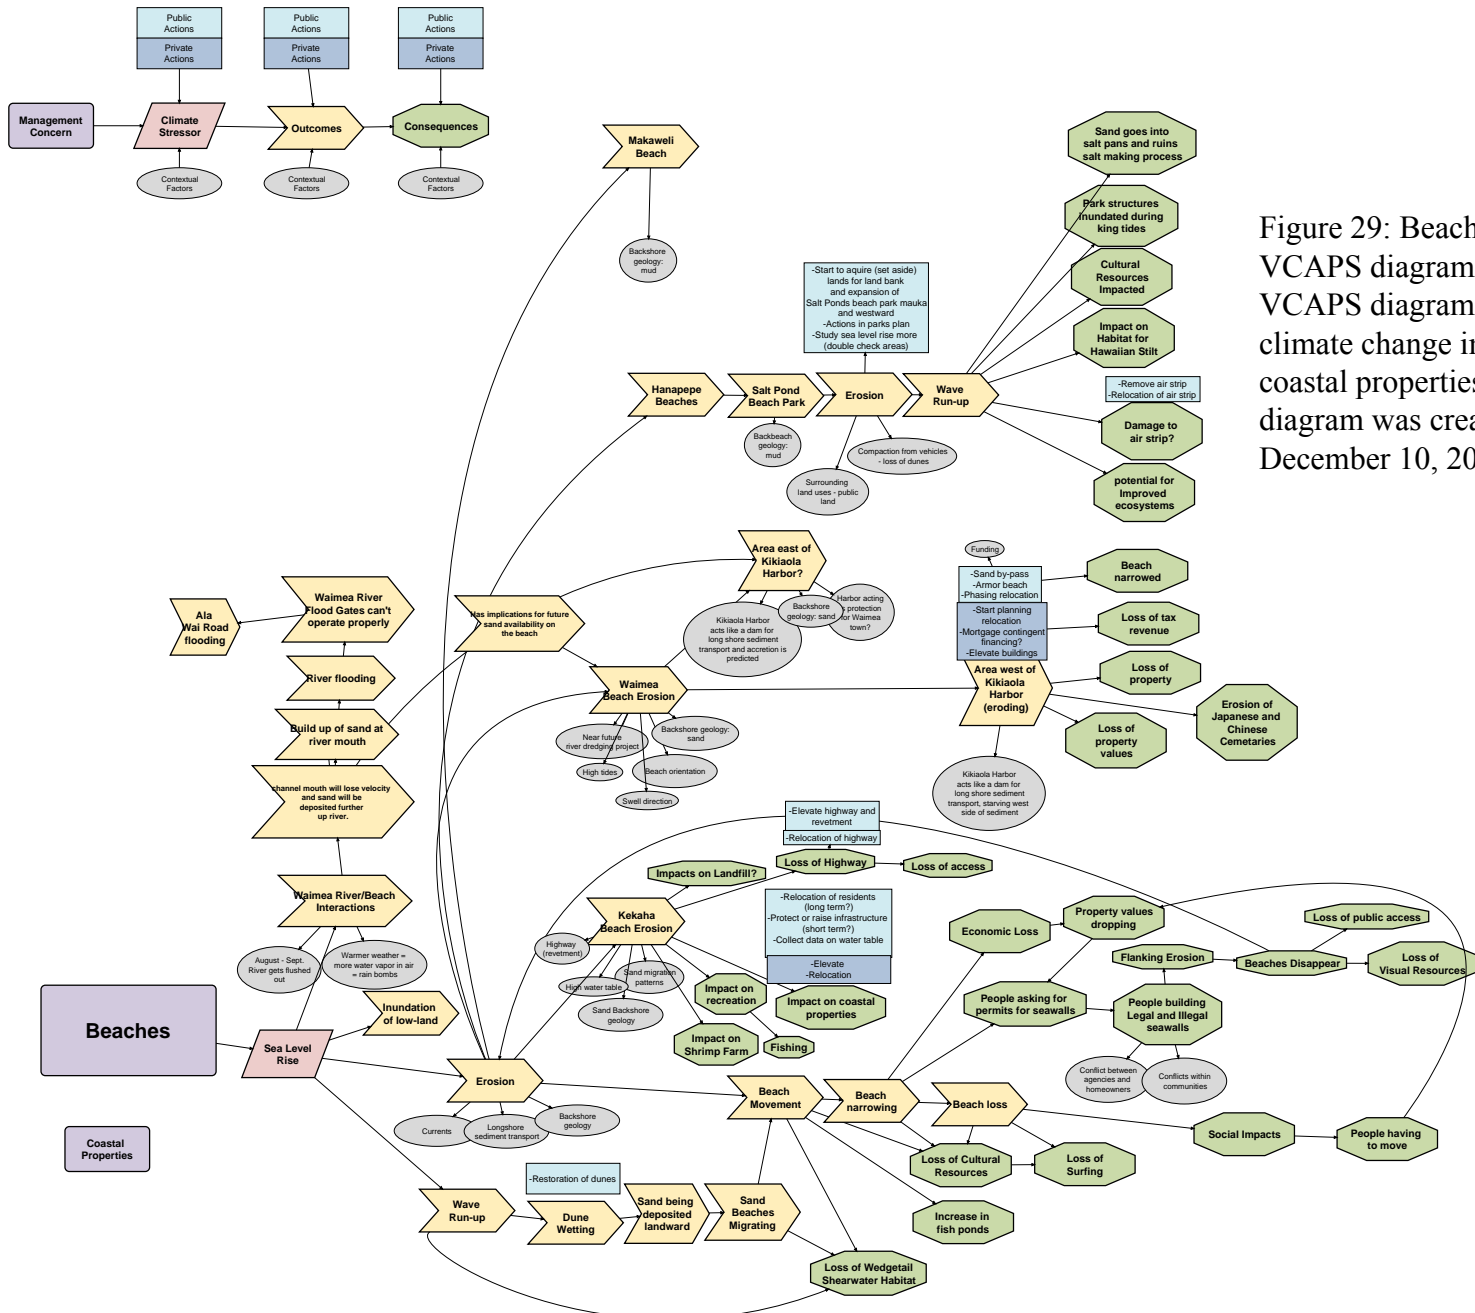 Public
Actions
Private
Actions
Public
Actions
Private
Actions
Public
Actions
Private
Actions
Management
Concern
Climate
Stressor
Outcomes
Consequences
Contextual
Factors
Contextual
Factors
Contextual
Factors
Makaweli
Beach
Backshore
geology:
mud
Sand goes into
salt pans and ruins
salt making process
Park structures
inundated during
king tides
Cultural
Resources
Impacted
Impact on
Habitat for
Hawaiian Stilt
-Remove air strip
-Relocation of air strip
Damage to
air strip?
potential for
Improved
ecosystems
Figure 29: Beach
VCAPS diagram
VCAPS diagram
climate change in
coastal properties
diagram was crea
December 10, 20
-Start to aquire (set aside)
lands for land bank
and expansion of
Salt Ponds beach park mauka
and westward
-Actions in parks plan
-Study sea level rise more
(double check areas)
Hanapepe
Beaches
Salt Pond
Beach Park
Erosion
Wave
Run-up
Backbeach
geology:
mud
Compaction from vehicles
- loss of dunes
Surrounding
land uses - public
land
Area east of
Kikiaola
Harbor?
Kikiaola Harbor
acts like a dam for
long shore sediment
transport and accretion is
predicted
Backshore
geology: sand
Harbor acting
s protection
for Waimea
town?
Funding
-Sand by-pass
-Armor beach
-Phasing relocation
-Start planning
relocation
-Mortgage contingent
financing?
-Elevate buildings
Area west of
Kikiaola
Harbor
(eroding)
Beach
narrowed
Loss of tax
revenue
Loss of
property
Erosion of
Japanese and
Chinese
Cemetaries
Loss of
property
values
Kikiaola Harbor
acts like a dam for
long shore sediment
transport, starving west
side of sediment
Ala
Wai Road
flooding
Waimea River
Flood Gates can't
operate properly
River flooding
Build up of sand at
river mouth
channel mouth will lose velocity
and sand will be
deposited further
up river.
Has implications for future
sand availability on
the beach
Waimea
Beach Erosion
Near future
river dredging project
High tides
Swell direction
Beach orientation
Backshore geology:
sand
Waimea River/Beach
Interactions
August - Sept.
River gets flushed
out
Warmer weather =
more water vapor in air
= rain bombs
-Elevate highway and
revetment
-Relocation of highway
Loss of Highway
Loss of access
Impacts on Landfill?
Kekaha
Beach Erosion
Highway
(revetment)
High water table
Sand migration
patterns
Sand Backshore
geology
-Relocation of residents
(long term?)
-Protect or raise infrastructure
(short term?)
-Collect data on water table
-Elevate
-Relocation
Impact on coastal
properties
Impact on
recreation
Fishing
Impact on
Shrimp Farm
Economic Loss
Property values
dropping
People asking for
permits for seawalls
Flanking Erosion
People building
Legal and Illegal
seawalls
Conflict between
agencies and
homeowners
Conflicts within
communities
Beaches Disappear
Loss of public access
Loss of
Visual Resources
Beaches
Sea Level
Rise
Inundation
of low-land
Erosion
Currents
Longshore
sediment transport
Backshore
geology
Beach
Movement
Beach
narrowing
Beach loss
Loss of Cultural
Resources
Loss of
Surfing
Social Impacts
People having
to move
Increase in
fish ponds
Coastal
Properties
Wave
Run-up
-Restoration of dunes
Dune
Wetting
Sand being
deposited
landward
Sand
Beaches
Migrating
Loss of Wedgetail
Shearwater Habitat